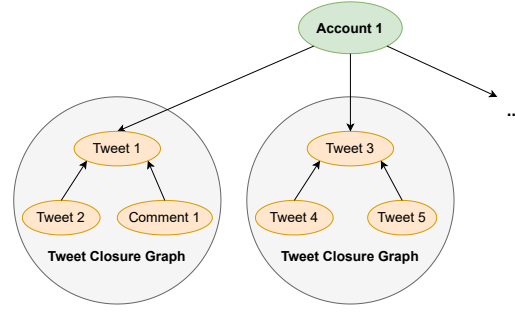 Account 1
..
Tweet 1
Tweet 3
Tweet 2
Comment 1
Tweet 4
Tweet 5
Tweet Closure Graph
Tweet Closure Graph